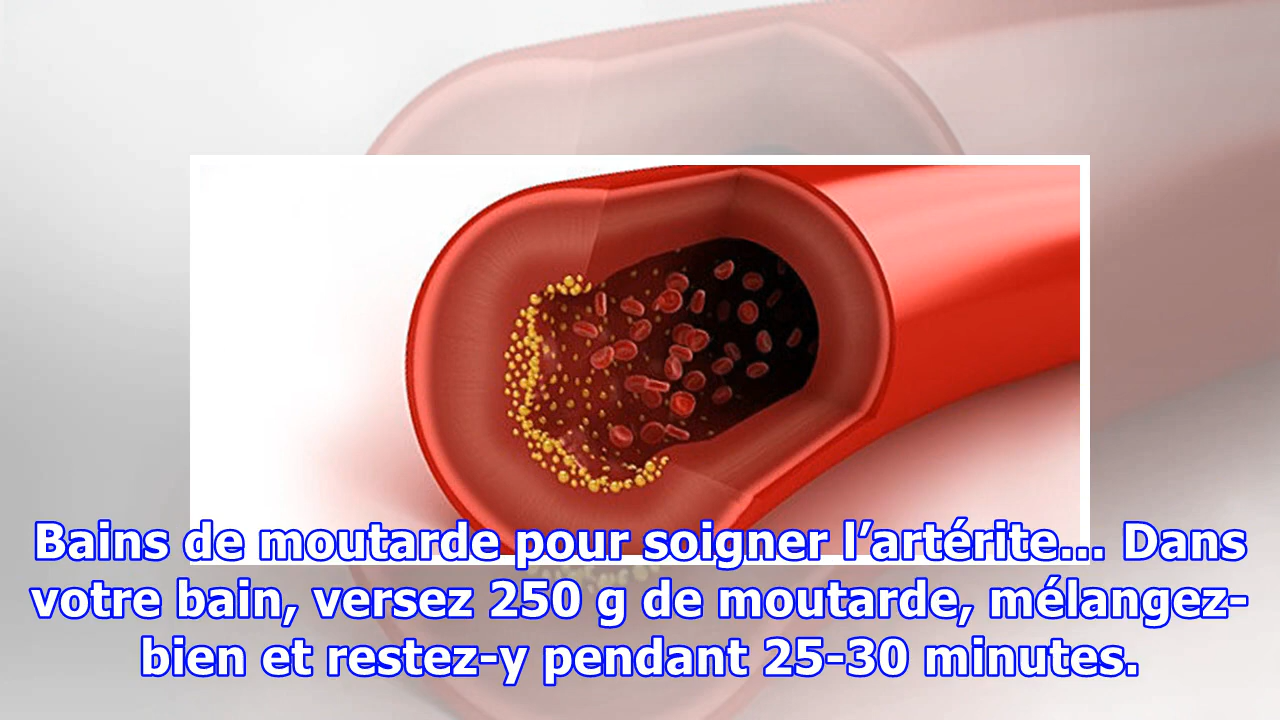 Bains de moutarde pour soigner l’artérite... Dans
votre bain, versez 250 g de moutarde, mélangez-
bien et restez-y pendant 25-30 minutes.